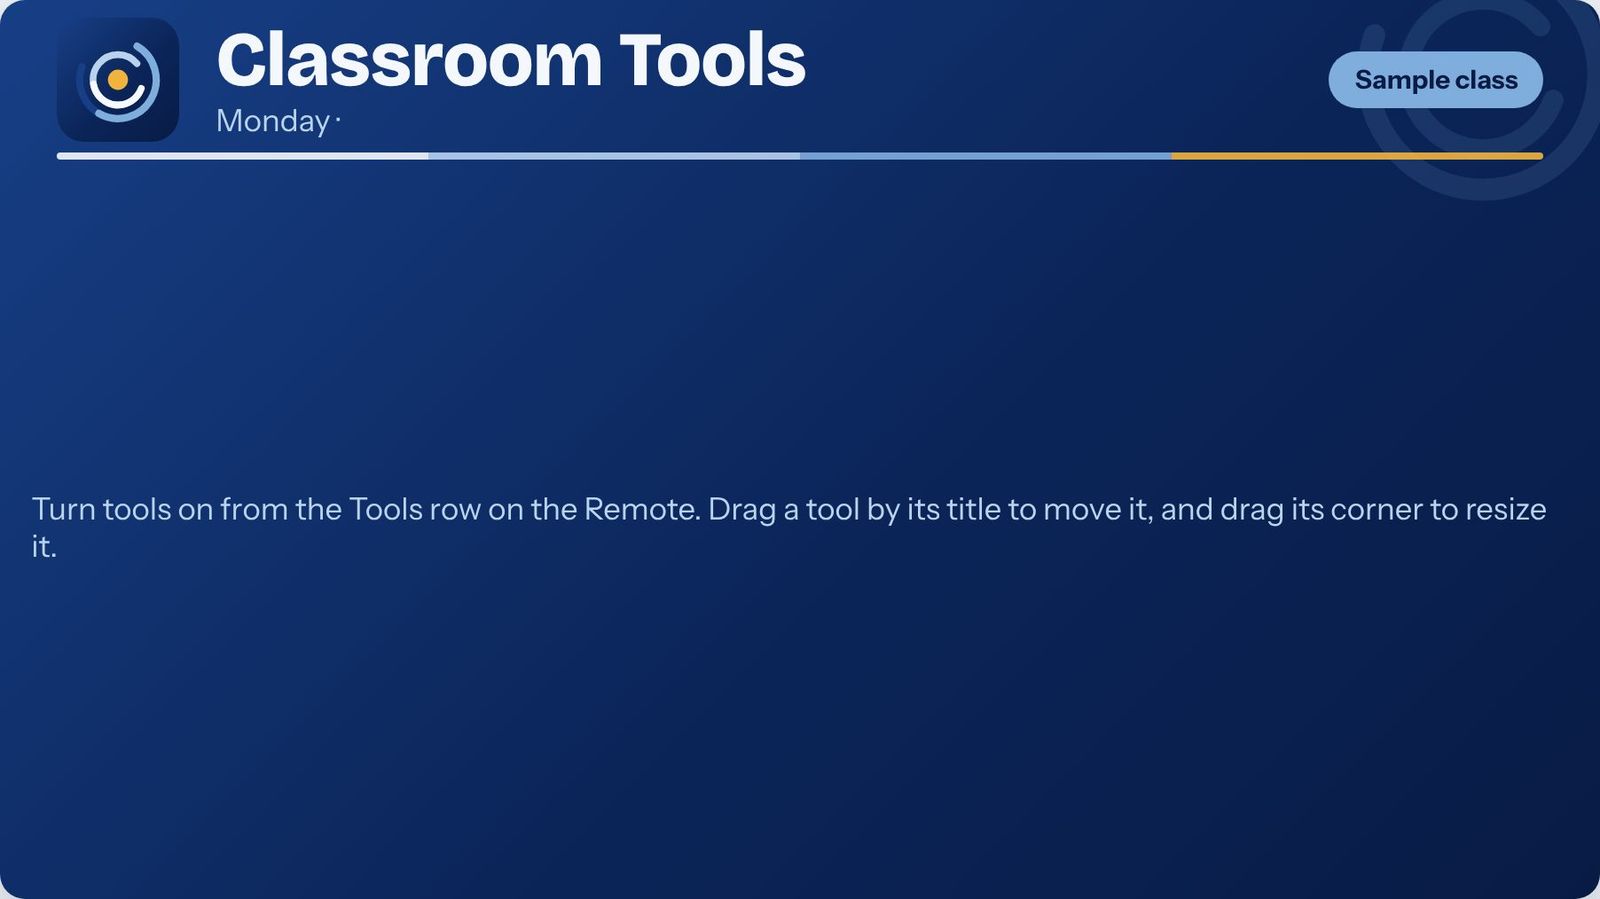 Classroom Tools
Monday ·
Sample class
Turn tools on from the Tools row on the Remote. Drag a tool by its title to move it, and drag its corner to resize
it.